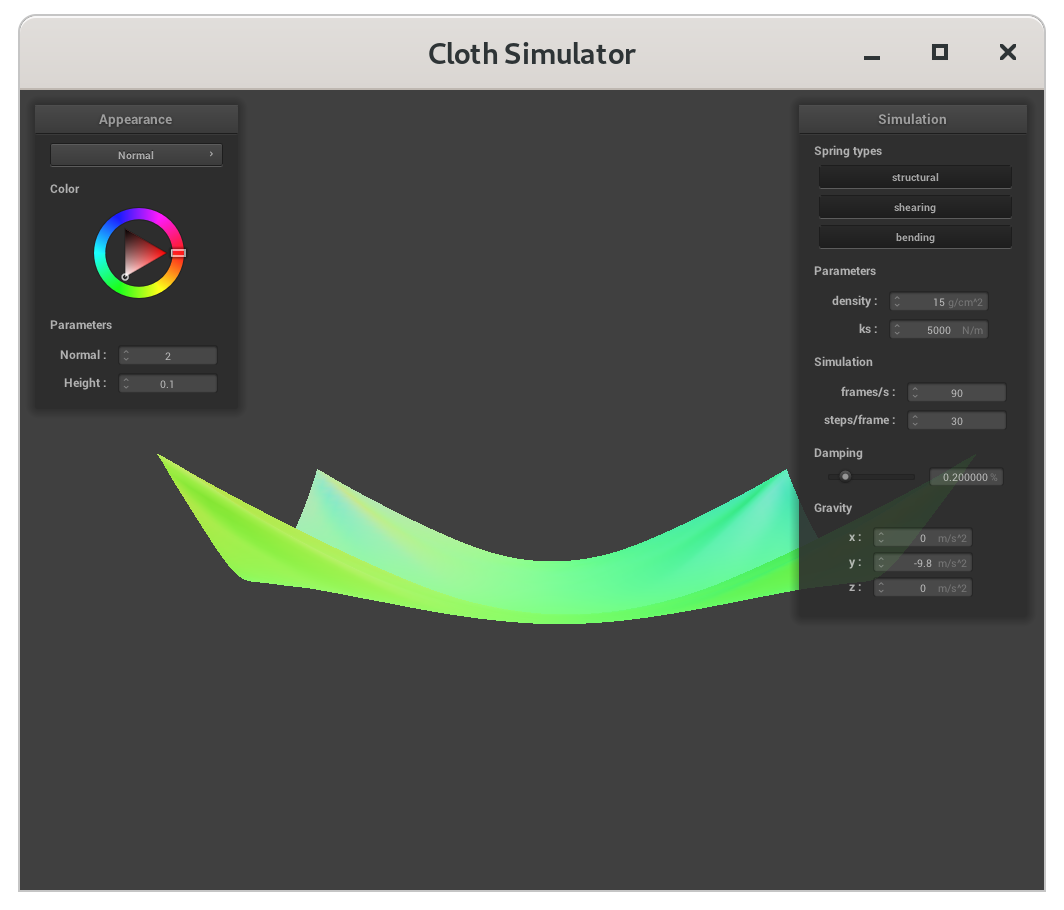 Cloth Simulator
Appearance
Normal
Color
Parameters
Normal : 2
Height : 0.1
Simulation
Spring types
structural
shearing
bending
Parameters
density : 15 g/cm^2
ks : 5000 N/m
Simulation
frames/s : 90
steps/frame : 30
Damping
0.200000 %
Gravity
x : 0 m/s^2
y : -9.8 m/s^2
z : 0 m/s^2